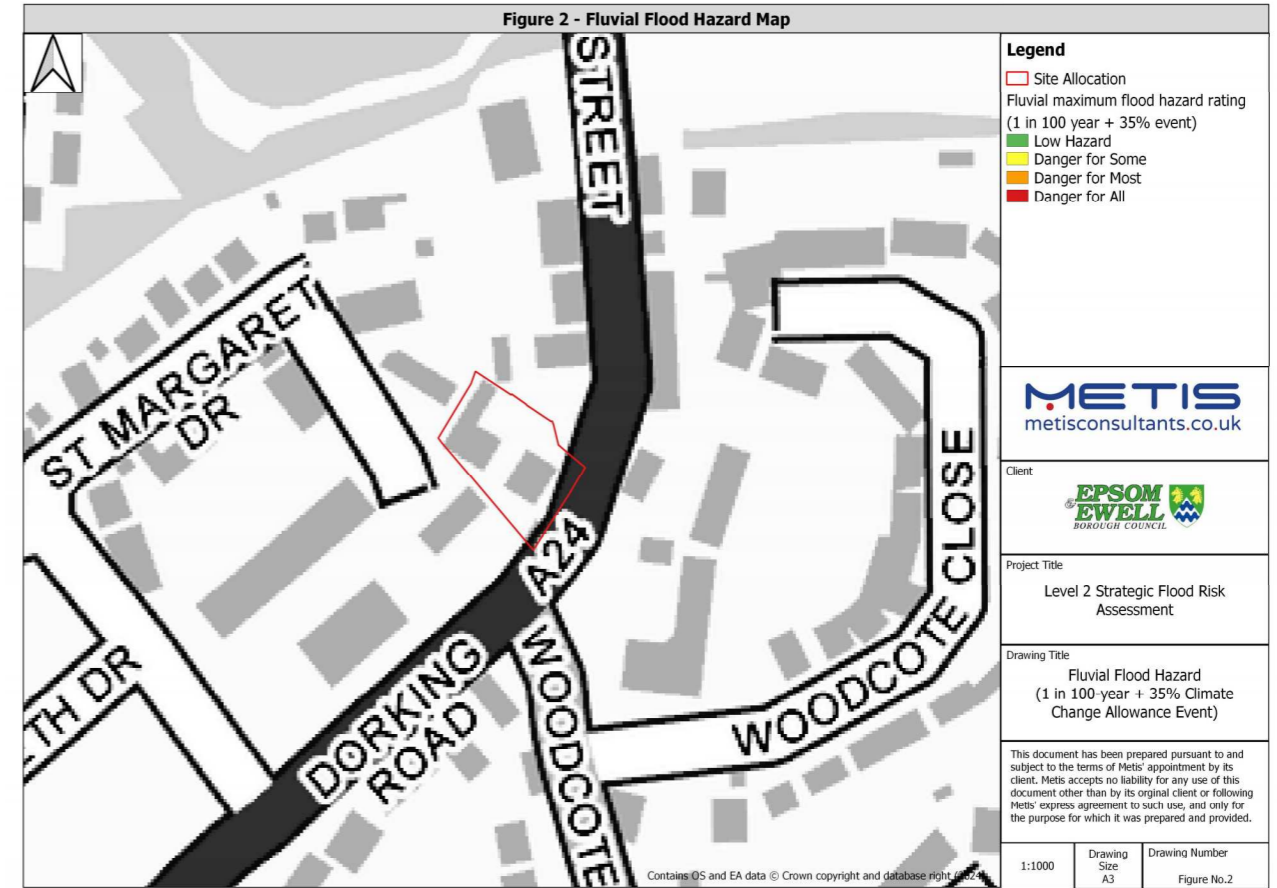 Figure 2 - Fluvial Flood Hazard Map
STREET
ST MARGARET
DR
TH DR
DORKING
ROAD
A24
WOODCOTE
WOODCOTE CLOSE
Contains OS and EA data © Crown copyright and database right (2024)
Legend
Site Allocation
Fluvial maximum flood hazard rating
(1 in 100 year + 35% event)
Low Hazard
Danger for Some
Danger for Most
Danger for All
METIS
metisconsultants.co.uk
Client
EPSOM
& EWELL
BOROUGH COUNCIL
Project Title
Level 2 Strategic Flood Risk
Assessment
Drawing Title
Fluvial Flood Hazard
(1 in 100-year + 35% Climate
Change Allowance Event)
This document has been prepared pursuant to and
subject to the terms of Metis' appointment by its
client. Metis accepts no liability for any use of this
document other than by its orginal client or following
Metis' express agreement to such use, and only for
the purpose for which it was prepared and provided.
1:1000
Drawing
Size
A3
Drawing Number
Figure No.2